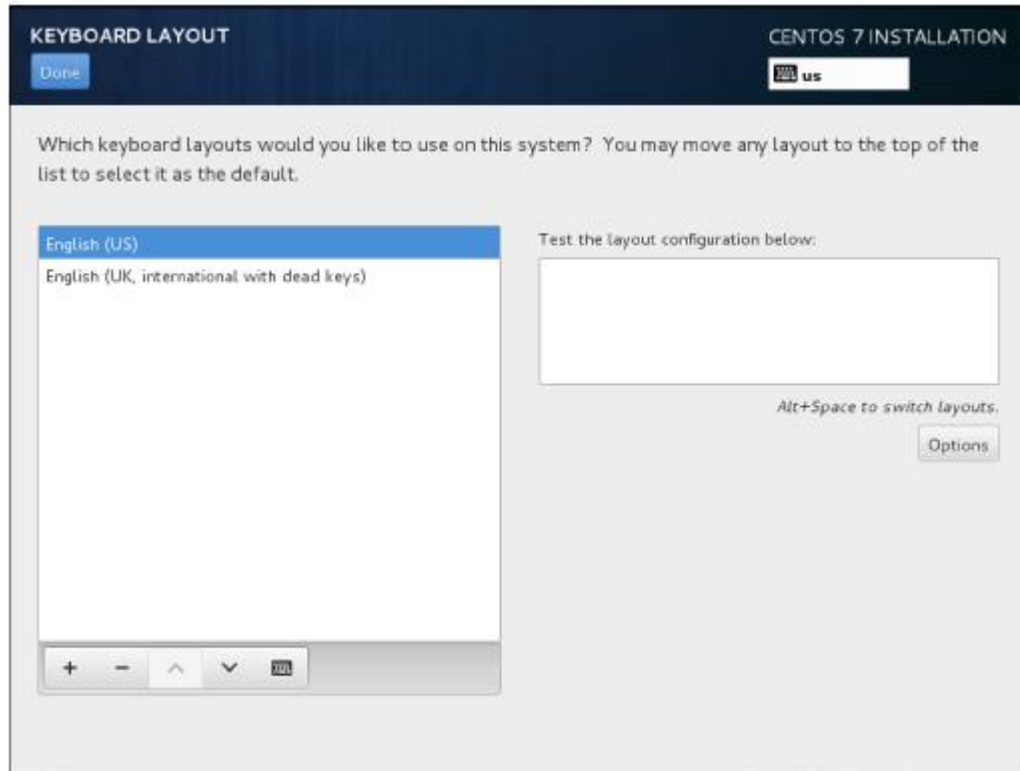 KEYBOARD LAYOUT
CENTOS 7 INSTALLATION
Done
us
Which keyboard layouts would you like to use on this system? You may move any layout to the top of the
list to select it as the default.
English (US)
English (UK, international with dead keys)
Test the layout configuration below:
Alt+Space to switch layouts.
Options